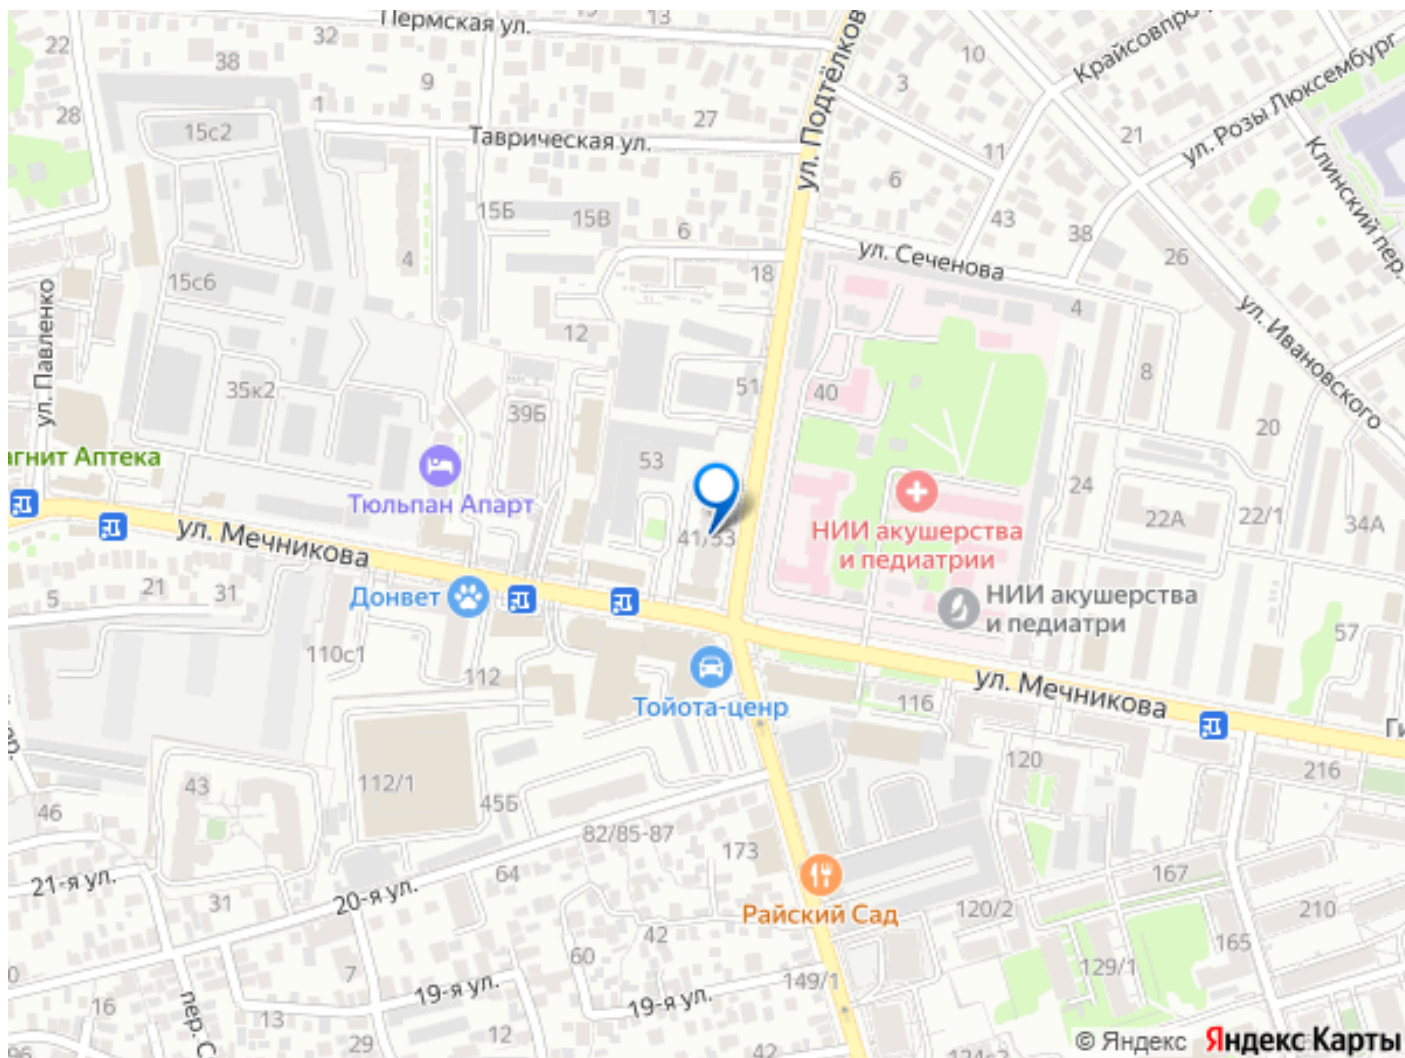 Пермская ул.
13
22
32
38
9
10
3
Крайсовпро
ул. Розы Люксембург
ул. Подтёлков
28
1
15с2
27
Таврическая ул.
21
11
Клинский пер.
6
15Б
15В
6
43
38
4
18
ул. Сеченова
26
15с6
ул. Павленко
12
4
ул. Ивановского
8
35к2
51
40
39Б
20
агнит Аптека
53
Тюльпан Апарт
24
22А
22/1
34А
ул. Мечникова
41/53
НИИ акушерства
и педиатрии
5
21
31
Донвет
НИИ акушерства
и педиатри
57
110с1
112
ул. Мечникова
Тойота-ценр
116
Ги
120
216
43
112/1
45Б
46
82/85-87
173
21-я ул.
20-я ул.
64
167
31
Райский Сад
120/2
210
42
165
7
60
149/1
129/1
16
пер. С
13
19-я ул.
19-я ул.
12
29
42
© Яндекс Яндекс Карты